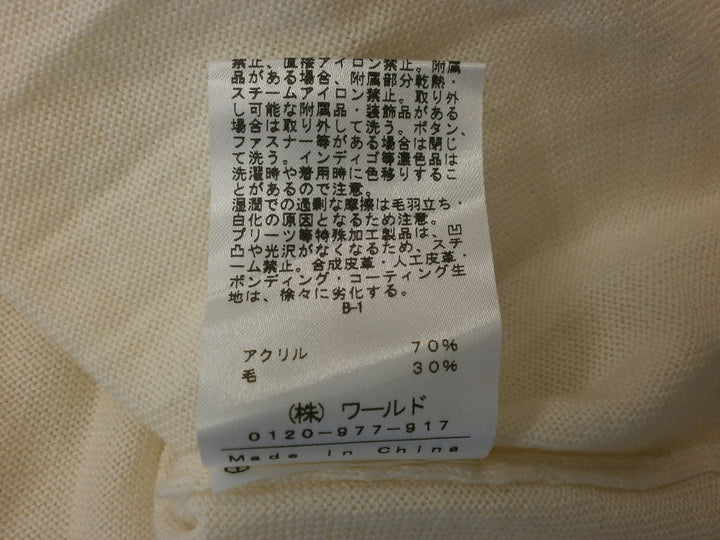 禁止、直接アイロン禁止。附属
品がある場合、附属部分乾熱・
スチームアイロン禁止。取り外
し可能な附属品・装飾品がある
場合は取り外して洗う。ボタン、
ファスナー等がある場合は閉じ
て洗う。インディゴ等濃色品は
洗濯時や着用時に色移りするこ
とがあるので注意。
湿潤での過剰な摩擦は毛羽立ち・
白化の原因となるため注意。
プリーツ等特殊加工製品は、凹
凸や光沢がなくなるため、スチ
ーム禁止。合成皮革・人工皮革・
ボンディング・コーティング生
地は、徐々に劣化する。
B-1
アクリル 70%
毛 30%
（株）ワールド
0120-977-917
Made in China